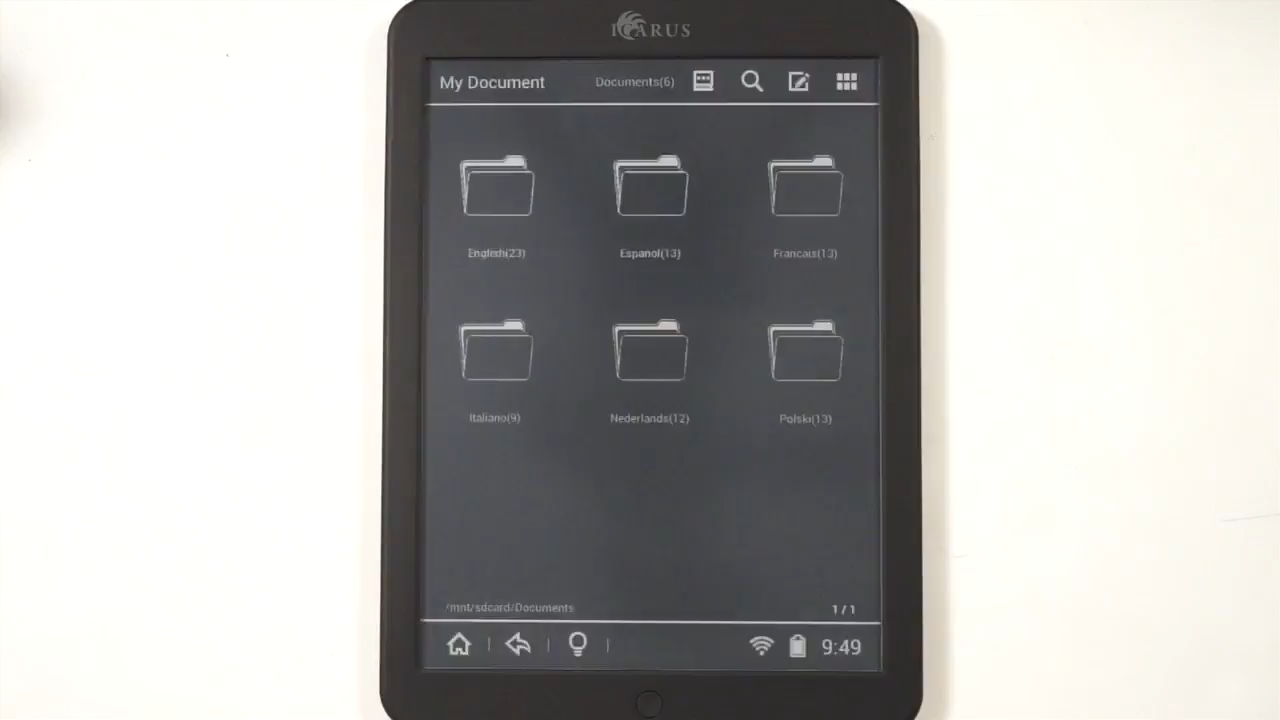 ICARUS
My Document Documents(6)
English(23) Espanol(13) Francais(13)
Italiano(9) Nederlands(12) Polski(13)
/mnt/sdcard/Documents 1/1
9:49